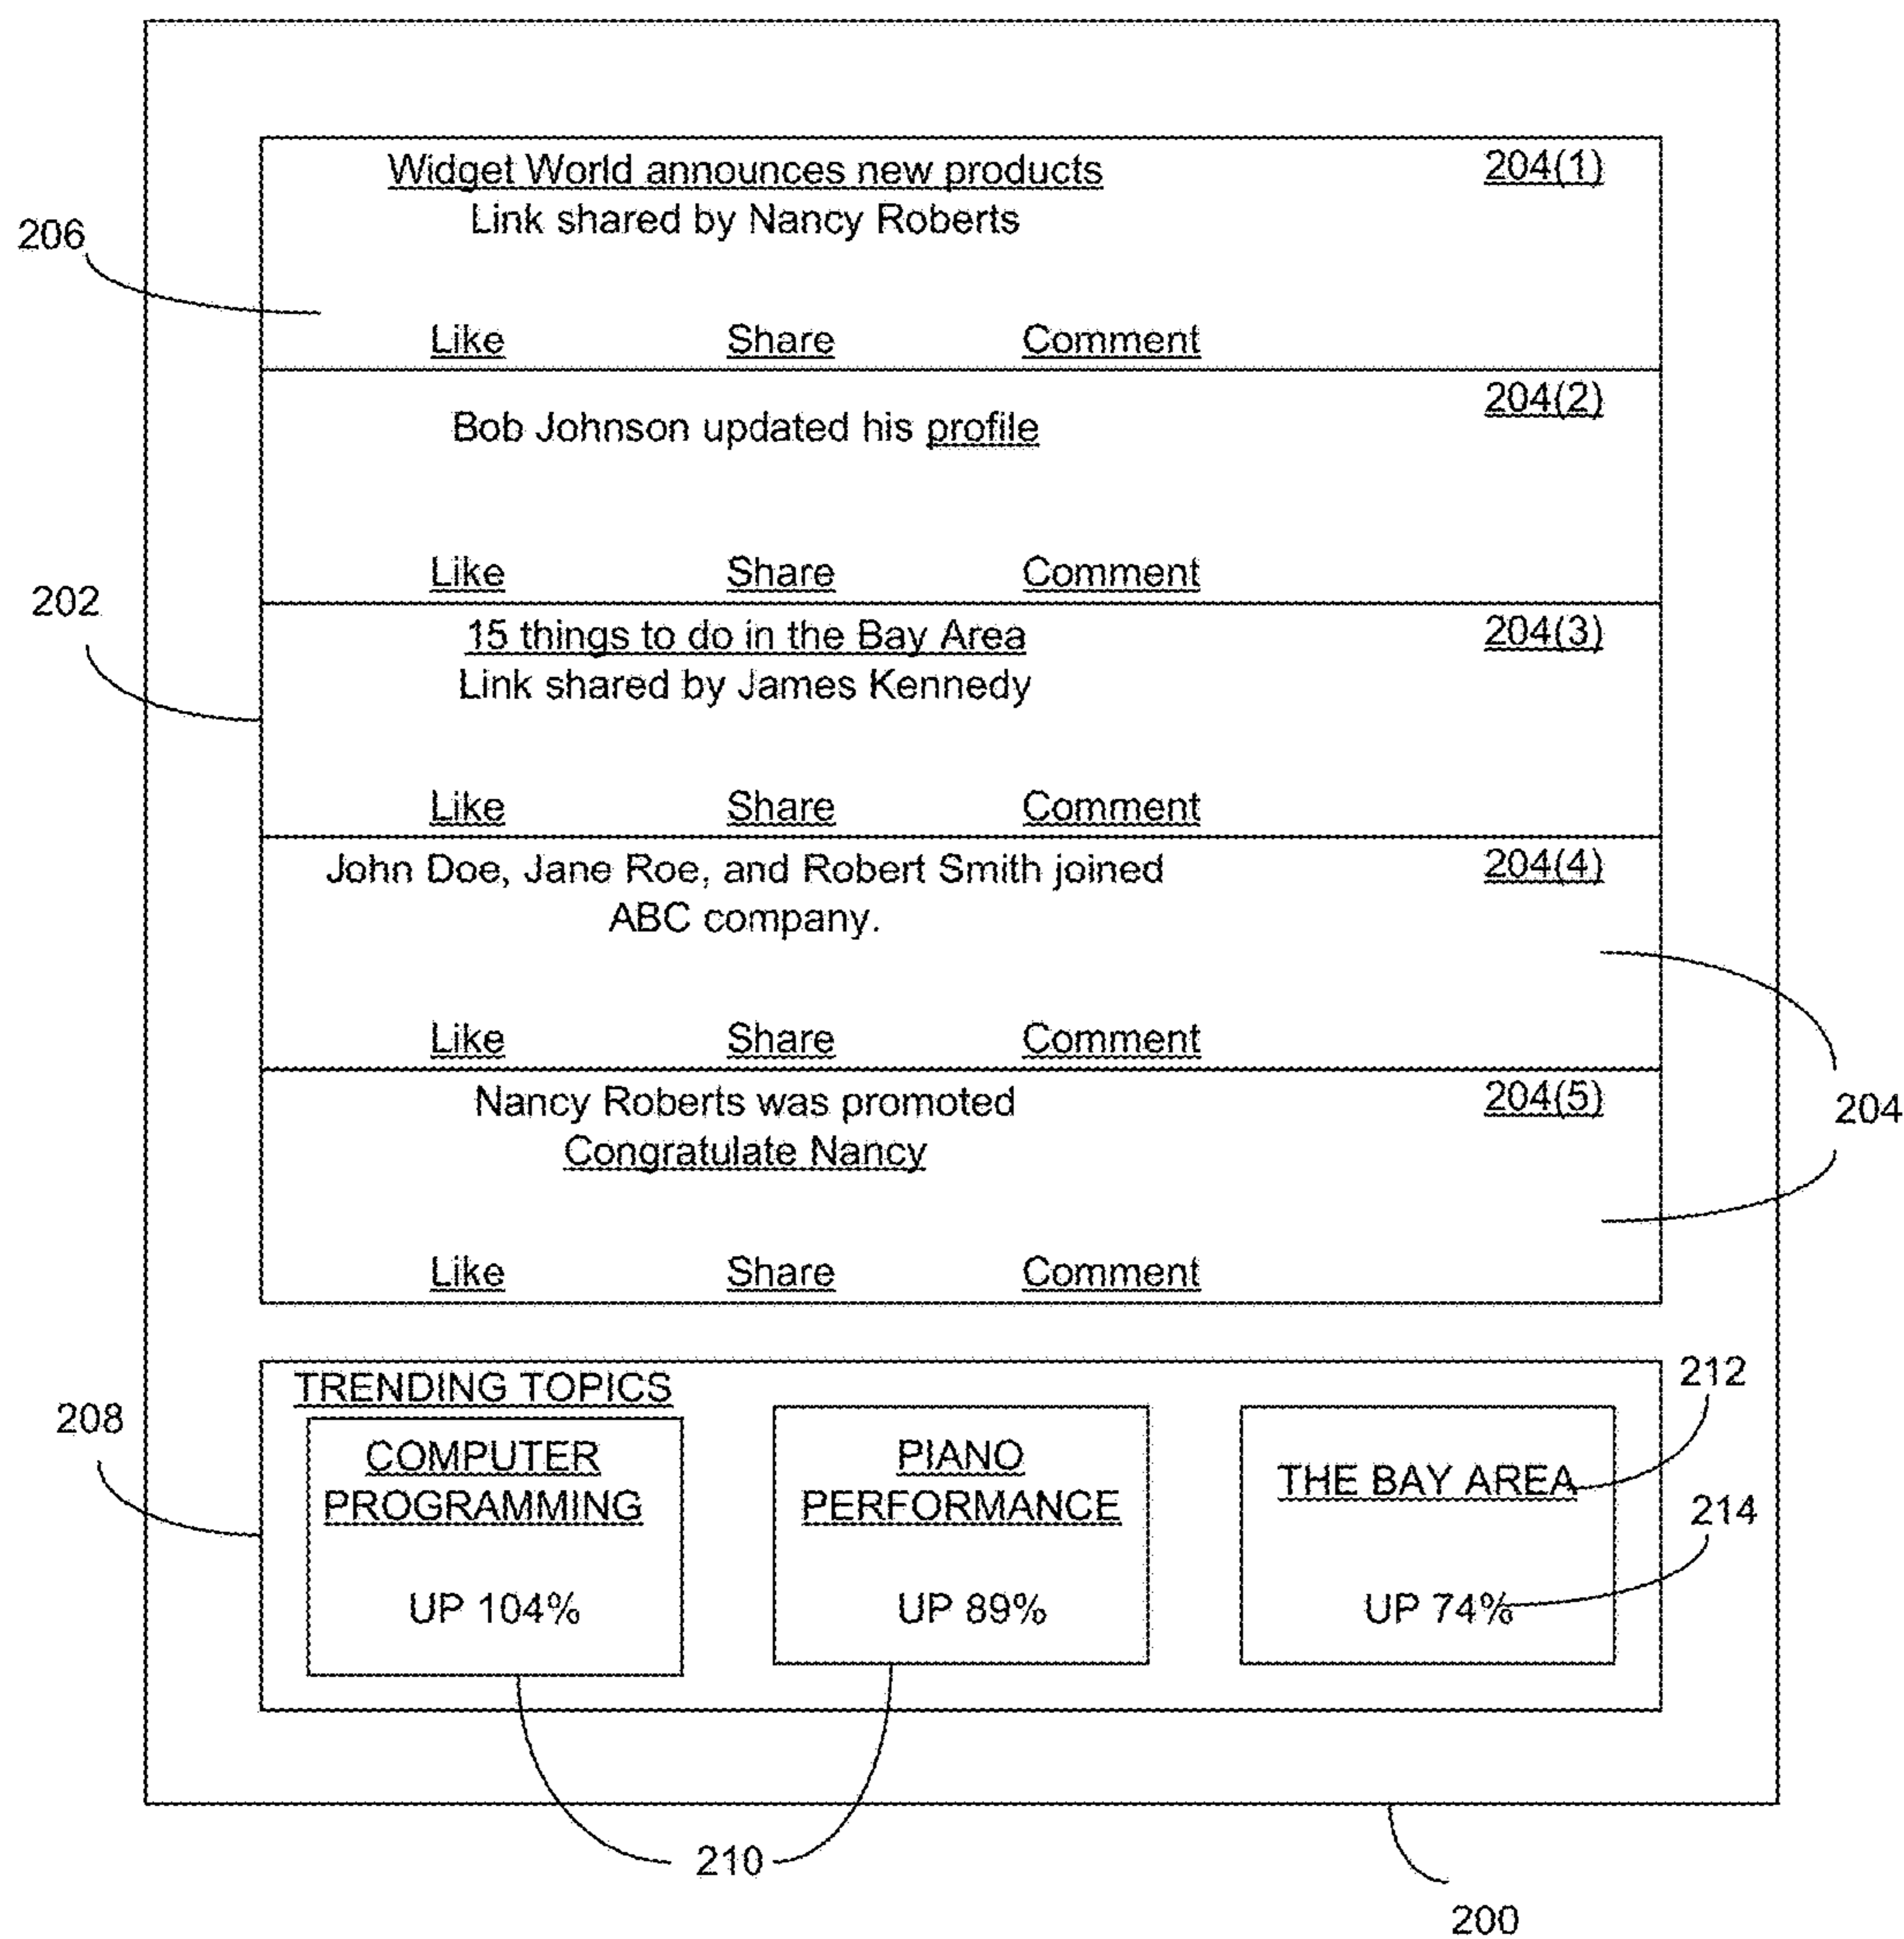 Widget World announces new products 204(1)
Link shared by Nancy Roberts
206
Like Share Comment
204(2)
Bob Johnson updated his profile
Like Share Comment
202
15 things to do in the Bay Area 204(3)
Link shared by James Kennedy
Like Share Comment
John Doe, Jane Roe, and Robert Smith joined 204(4)
ABC company.
Like Share Comment
Nancy Roberts was promoted 204(5)
204
Congratulate Nancy
Like Share Comment
TRENDING TOPICS
212
208
COMPUTER
PROGRAMMING
UP 104%
PIANO
PERFORMANCE
UP 89%
THE BAY AREA
214
UP 74%
210
200